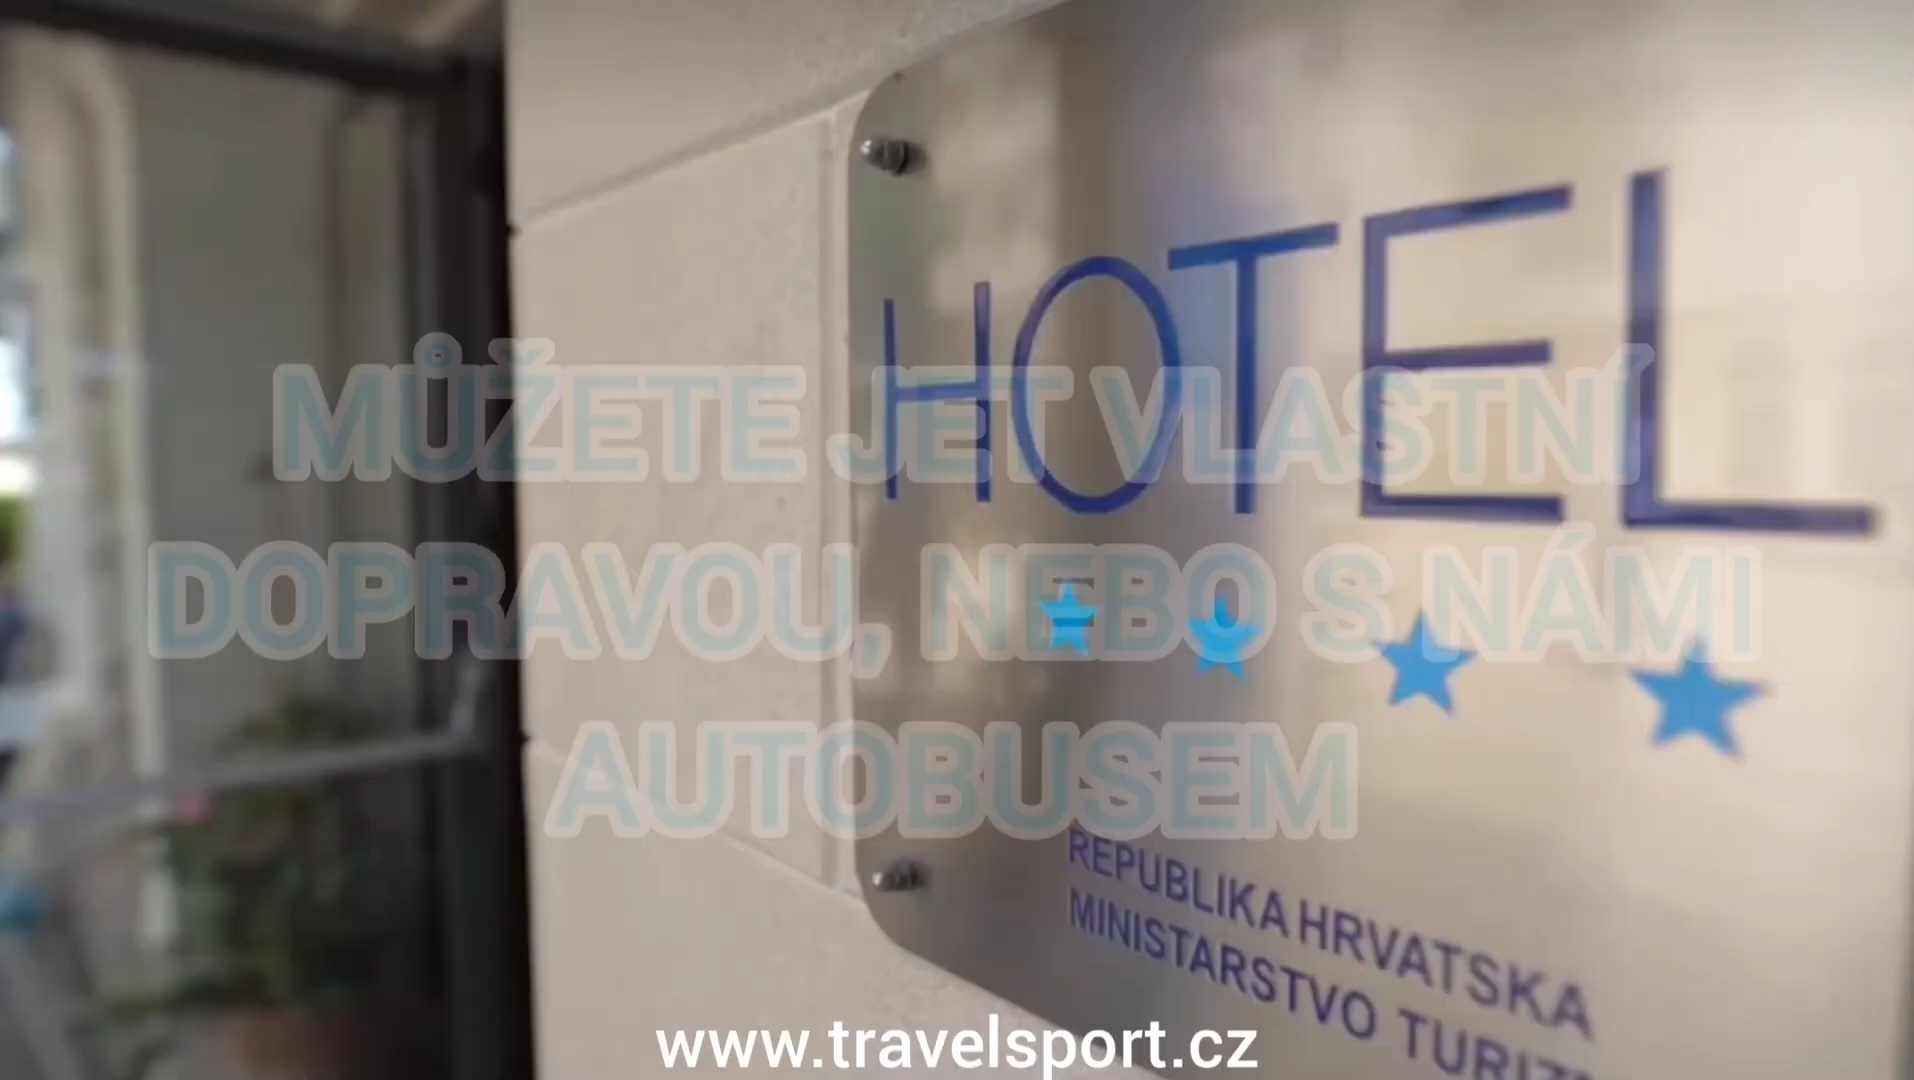 HOTEL
MŮŽETE JET VLASTNÍ
DOPRAVOU, NEBO S NÁMI
AUTOBUSEM
REPUBLIKA HRVATSKA
MINISTARSTVO
www.travelsport.cz